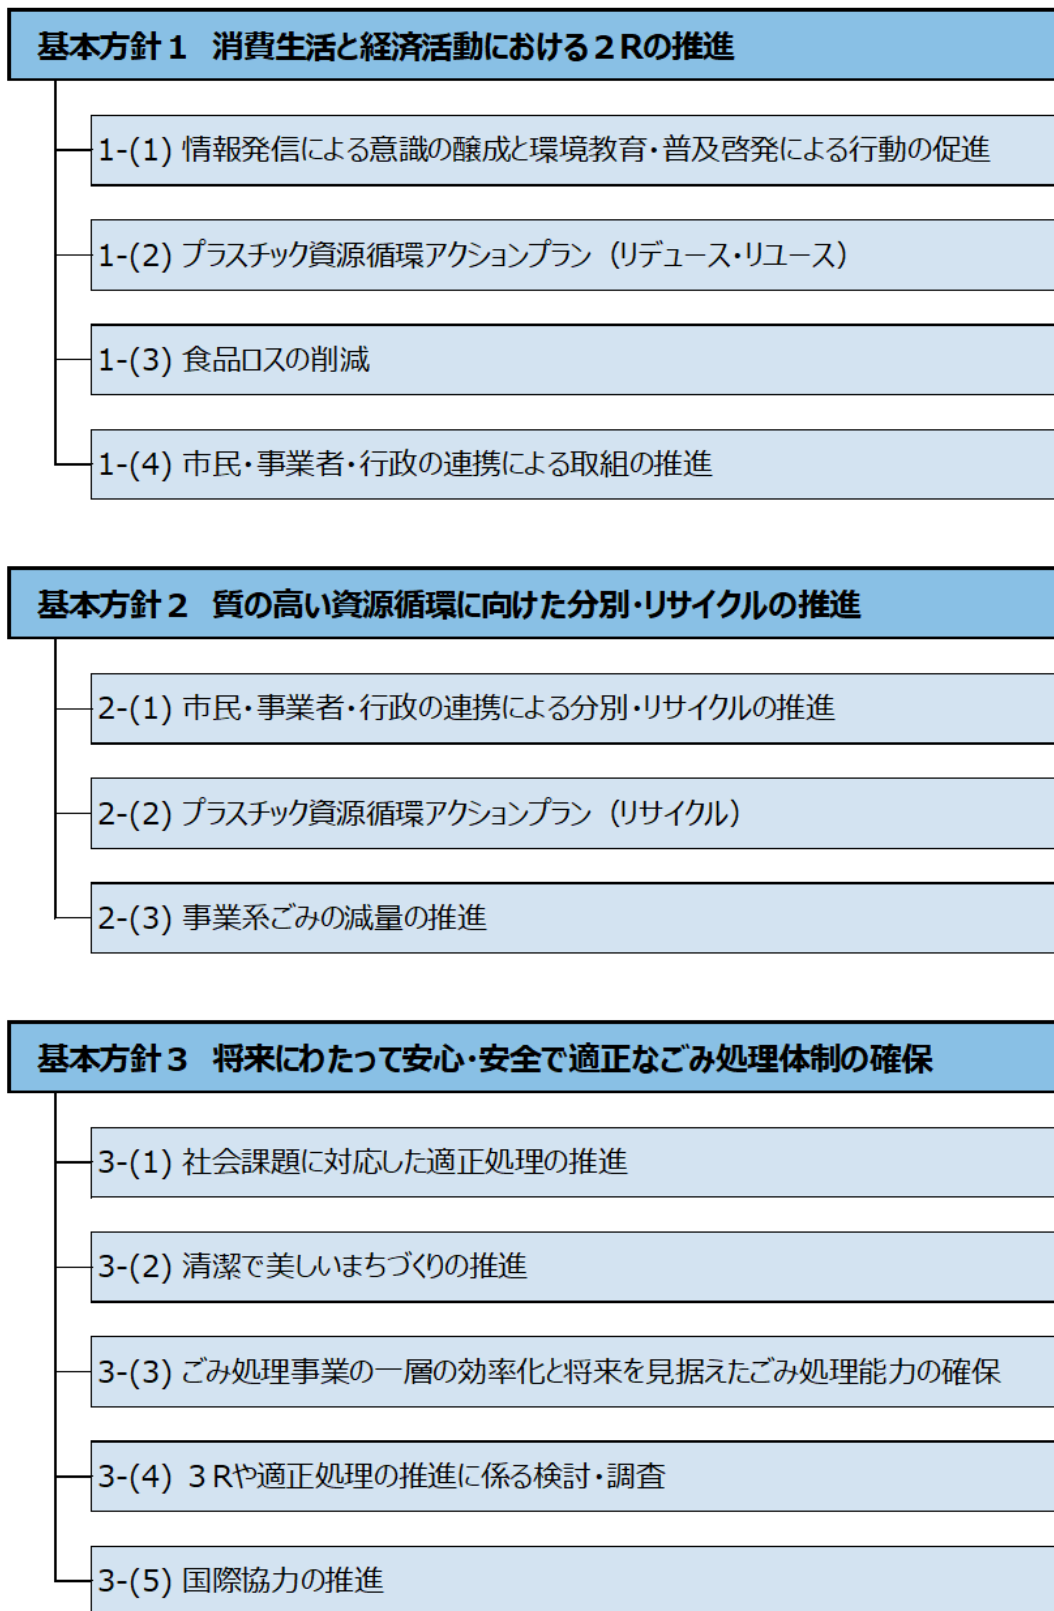 基本方針１ 消費生活と経済活動における２Rの推進
1-(1) 情報発信による意識の醸成と環境教育・普及啓発による行動の促進
1-(2) プラスチック資源循環アクションプラン（リデュース・リユース）
1-(3) 食品ロスの削減
1-(4) 市民・事業者・行政の連携による取組の推進
基本方針２ 質の高い資源循環に向けた分別・リサイクルの推進
2-(1) 市民・事業者・行政の連携による分別・リサイクルの推進
2-(2) プラスチック資源循環アクションプラン（リサイクル）
2-(3) 事業系ごみの減量の推進
基本方針３ 将来にわたって安心・安全で適正なごみ処理体制の確保
3-(1) 社会課題に対応した適正処理の推進
3-(2) 清潔で美しいまちづくりの推進
3-(3) ごみ処理事業の一層の効率化と将来を見据えたごみ処理能力の確保
3-(4) ３Rや適正処理の推進に係る検討・調査
3-(5) 国際協力の推進